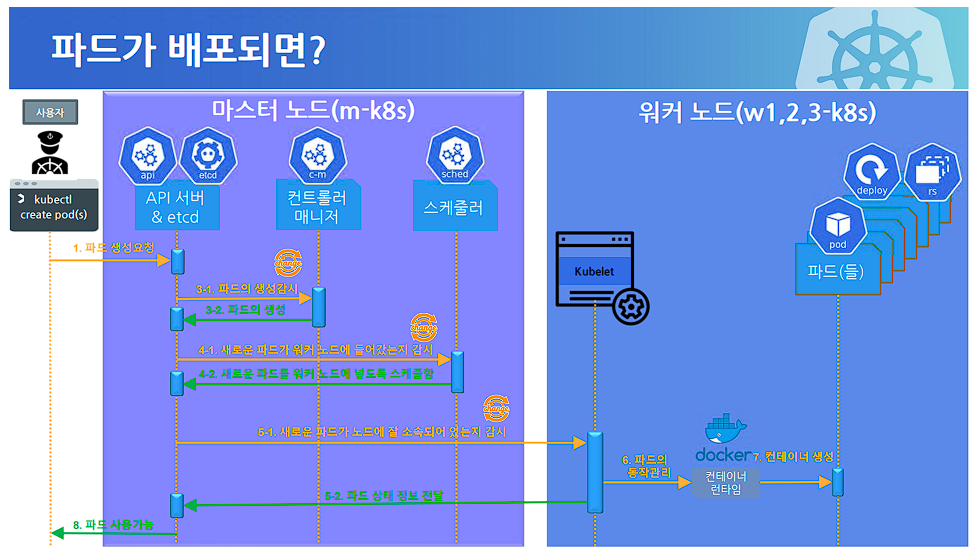 파드가 배포되면?
사용자
kubectl
create pod(s)
마스터 노드(m-k8s)
api
etcd
c-m
sched
API 서버
& etcd
컨트롤러
매니저
스케줄러
워커 노드(w1,2,3-k8s)
deploy
rs
pod
파드(들)
Kubelet
1. 파드 생성요청
change
3-1. 파드의 생성감시
3-2. 파드의 생성
change
4-1. 새로운 파드가 워커 노드에 들어갔는지 감시
4-2. 새로운 파드를 워커 노드에 넣도록 스케줄함
change
5-1. 새로운 파드가 노드에 잘 소속되어 있는지 감시
docker
6. 파드의
동작관리
컨테이너
런타임
7. 컨테이너 생성
5-2. 파드 상태 정보 전달
8. 파드 사용가능